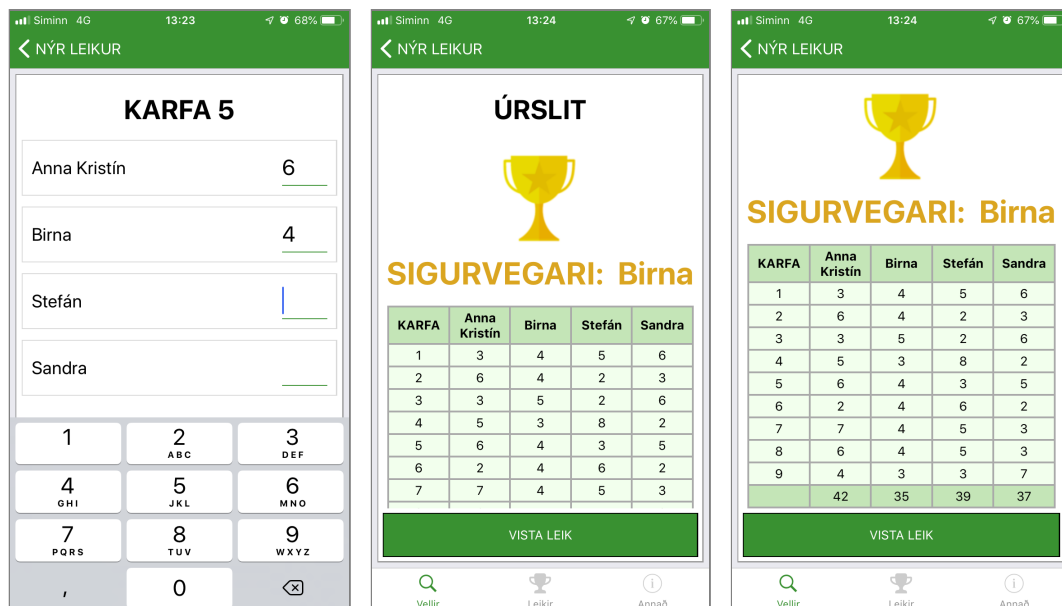 Siminn 4G 13:23 68%
NÝR LEIKUR
KARFA 5
Anna Kristín 6
Birna 4
Stefán
Sandra
1 2 3
ABC DEF
4 5 6
GHI JKL MNO
7 8 9
PQRS TUV WXYZ
, 0
Siminn 4G 13:24 67%
NÝR LEIKUR
ÚRSLIT
SIGURVEGARI: Birna
KARFA Anna Kristín Birna Stefán Sandra
1 3 4 5 6
2 6 4 2 3
3 3 5 2 6
4 5 3 8 2
5 6 4 3 5
6 2 4 6 2
7 7 4 5 3
VISTA LEIK
Vellir Leikir Annað
Siminn 4G 13:24 67%
NÝR LEIKUR
SIGURVEGARI: Birna
KARFA Anna Kristín Birna Stefán Sandra
1 3 4 5 6
2 6 4 2 3
3 3 5 2 6
4 5 3 8 2
5 6 4 3 5
6 2 4 6 2
7 7 4 5 3
8 6 4 5 3
9 4 3 3 7
42 35 39 37
VISTA LEIK
Vellir Leikir Annað